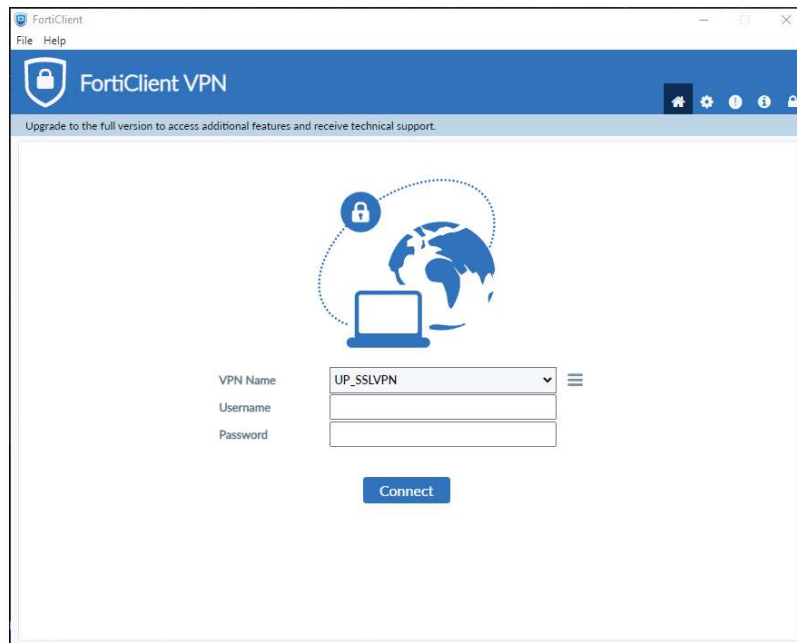 FortiClient
File Help
FortiClient VPN
Upgrade to the full version to access additional features and receive technical support.
VPN Name
UP_SSLVPN
Username
Password
Connect